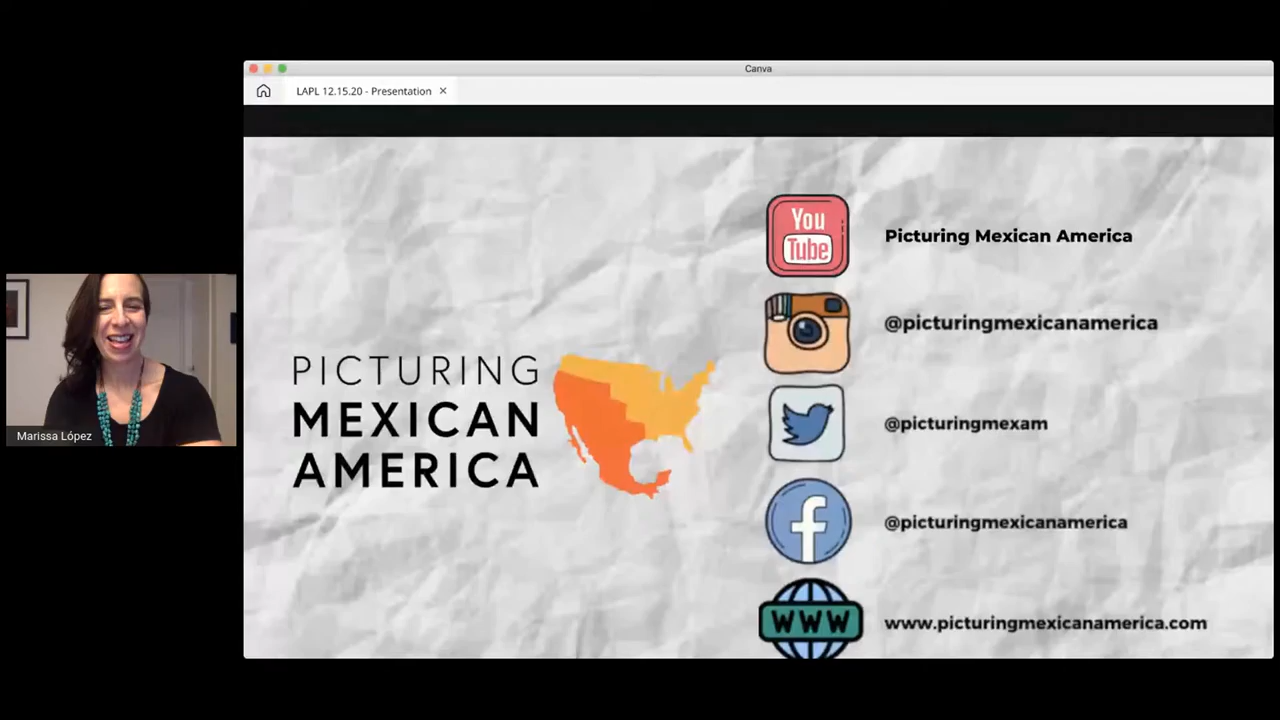 Canva
LAPL 12.15.20 - Presentation
You
Tube
Picturing Mexican America
@picturingmexicanamerica
PICTURING
MEXICAN
AMERICA
@picturingmexam
@picturingmexicanamerica
WWW
www.picturingmexicanamerica.com
Marissa López